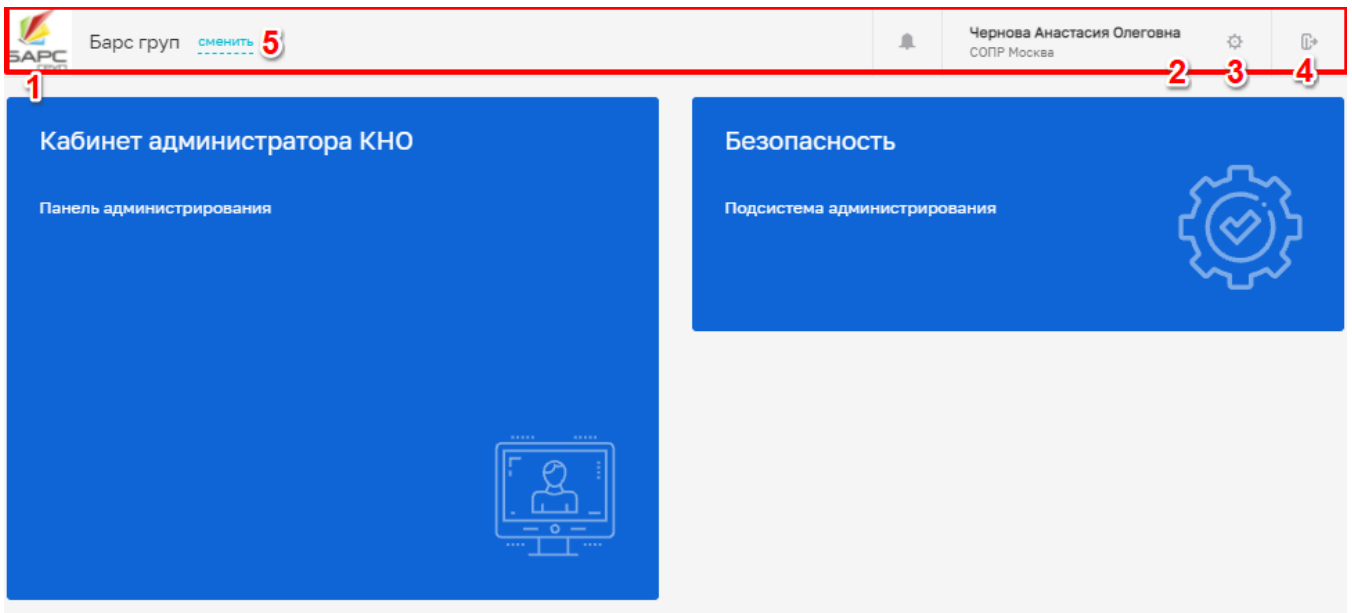 БАРС
ГРУП
Барс груп сменить 5
Чернова Анастасия Олеговна
СОПР Москва
1
2
3
4
Кабинет администратора КНО
Панель администрирования
Безопасность
Подсистема администрирования